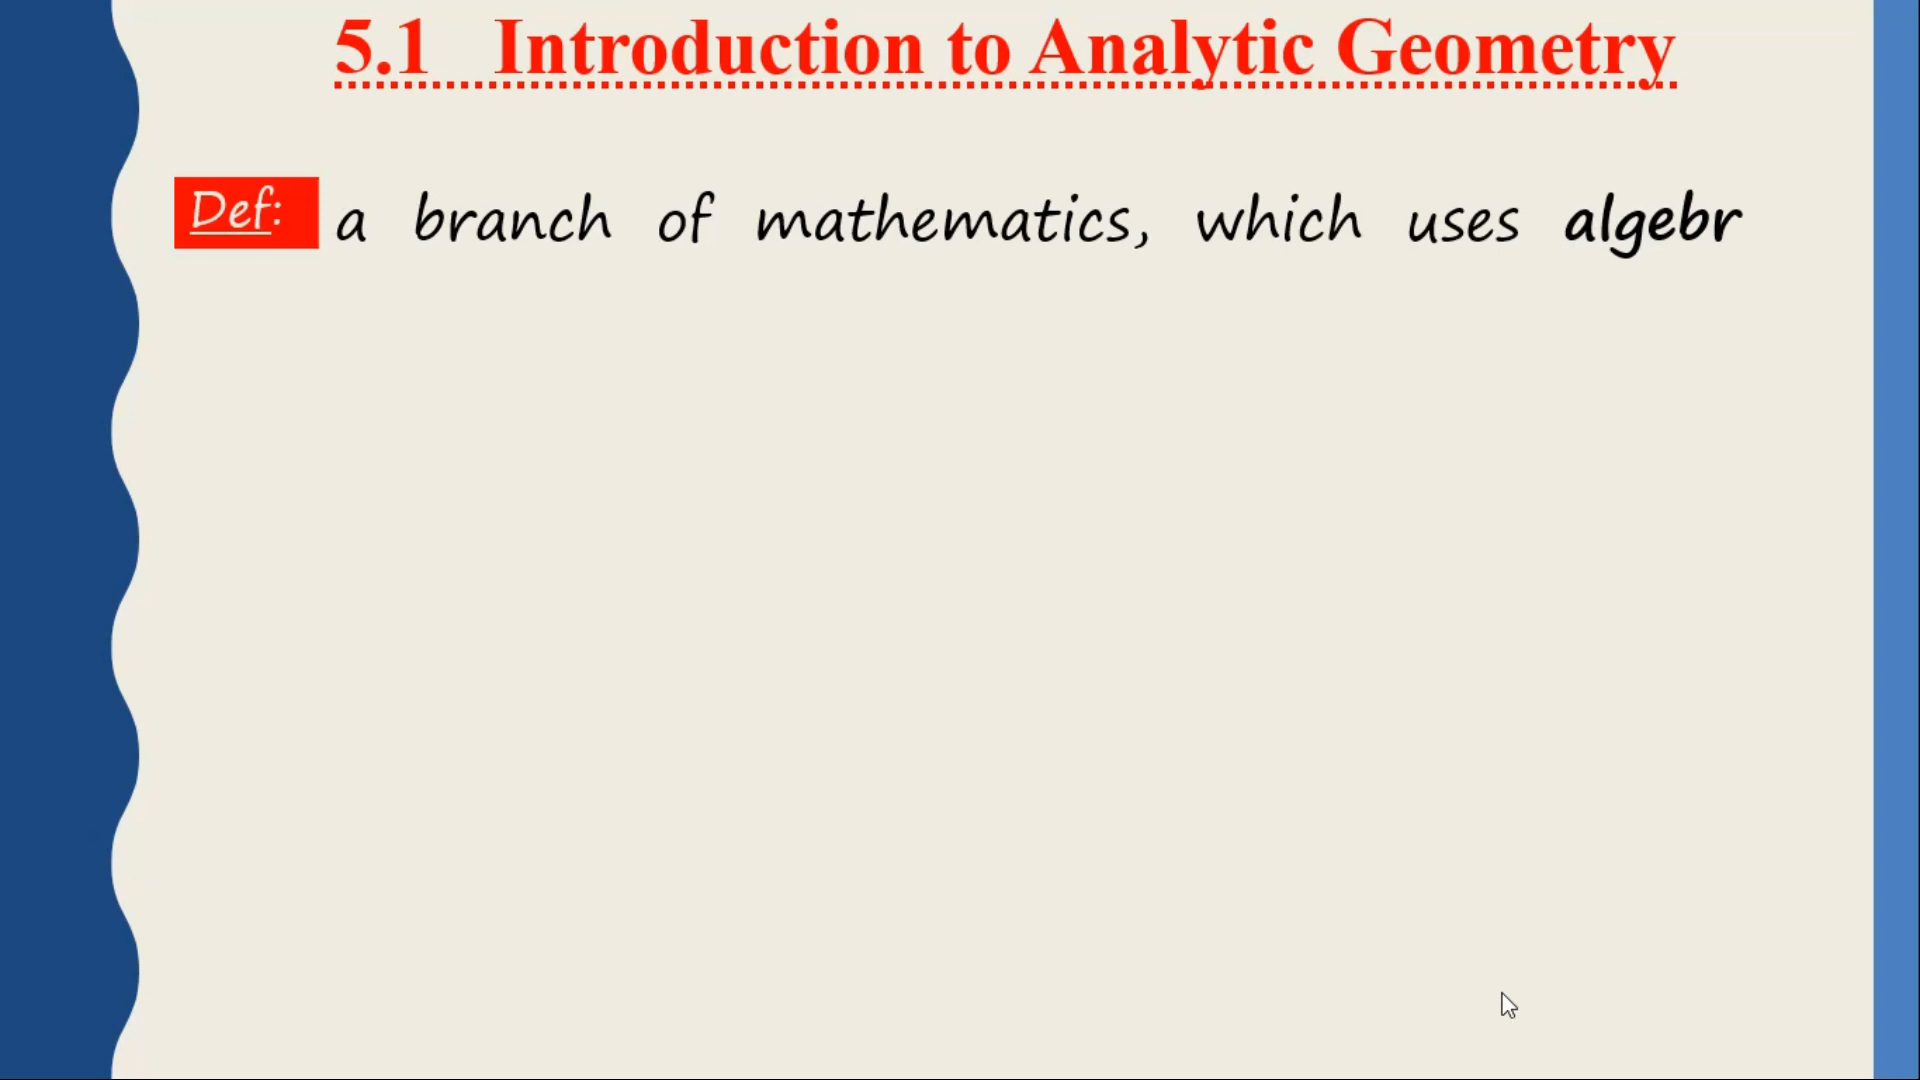 5.1 Introduction to Analytic Geometry
Def: a branch of mathematics, which uses algebr